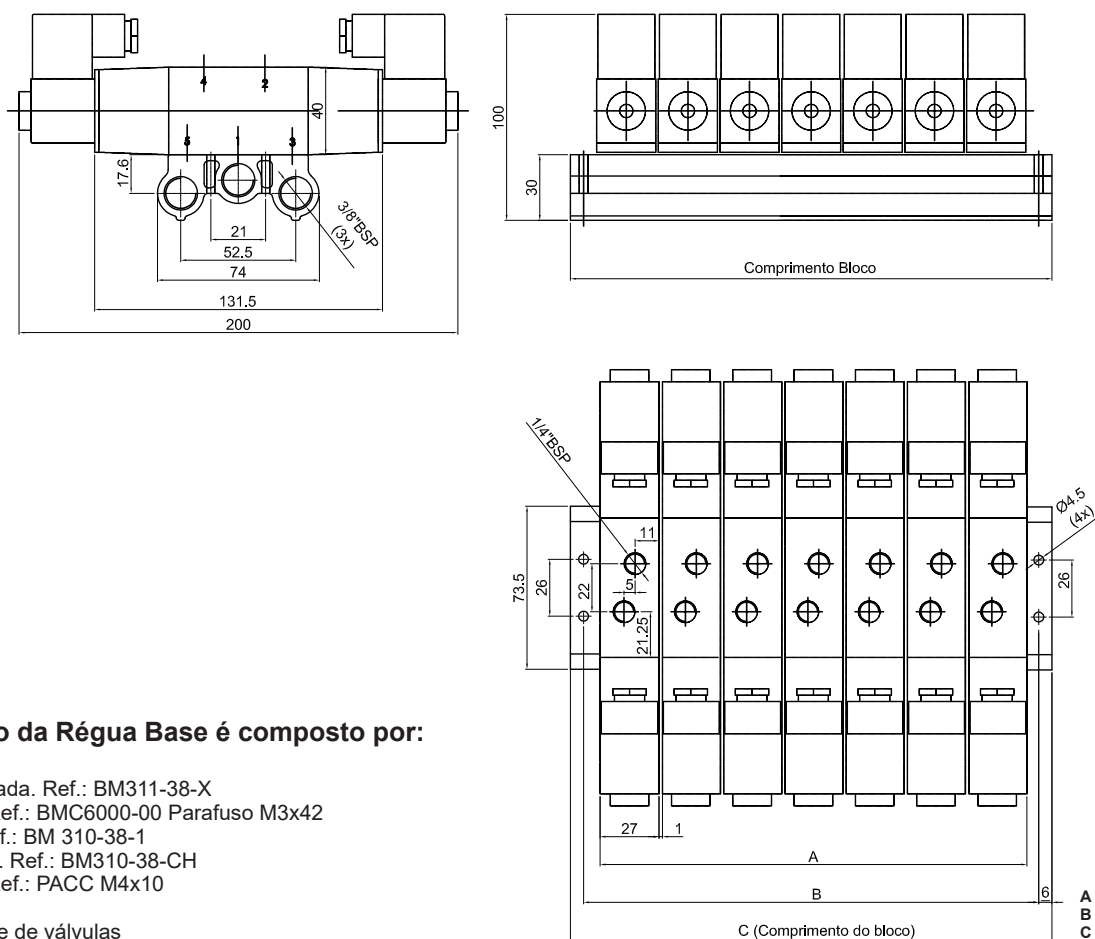 4
2
40
5
1
3
17.6
3/8"BSP
(3x)
21
52.5
74
131.5
200
100
30
Comprimento Bloco
1/4"BSP
Ø4.5
(4x)
11
73.5
26
22
5
26
21.25
27
1
A
B
6
C (Comprimento do bloco)
A
B
C
o da Régua Base é composto por:
ada. Ref.: BM311-38-X
ef.: BMC6000-00 Parafuso M3x42
f.: BM 310-38-1
. Ref.: BM310-38-CH
ef.: PACC M4x10
e de válvulas